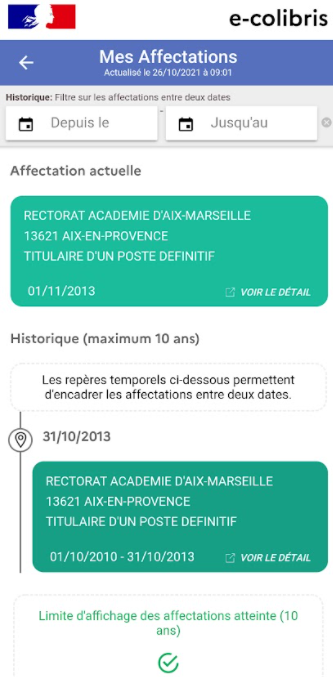 e-colibris
Mes Affectations
Actualisé le 26/10/2021 à 09:01
Historique: Filtre sur les affectations entre deux dates
Depuis le - Jusqu'au
Affectation actuelle
RECTORAT ACADEMIE D'AIX-MARSEILLE
13621 AIX-EN-PROVENCE
TITULAIRE D'UN POSTE DEFINITIF
01/11/2013 VOIR LE DÉTAIL
Historique (maximum 10 ans)
Les repères temporels ci-dessous permettent
d'encadrer les affectations entre deux dates.
31/10/2013
RECTORAT ACADEMIE D'AIX-MARSEILLE
13621 AIX-EN-PROVENCE
TITULAIRE D'UN POSTE DEFINITIF
01/10/2010 - 31/10/2013 VOIR LE DÉTAIL
Limite d'affichage des affectations atteinte (10
ans)